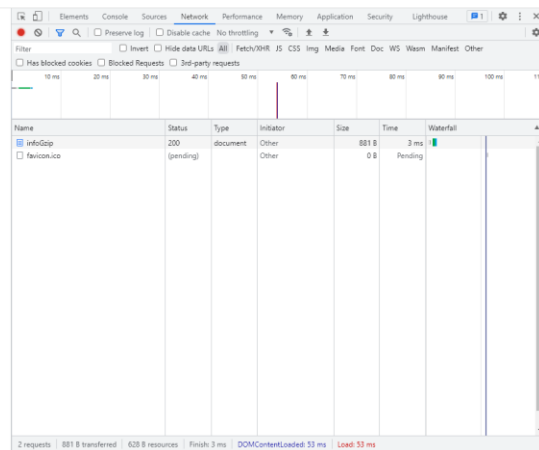 Elements Console Sources Network Performance Memory Application Security Lighthouse 1
Preserve log Disable cache No throttling
Filter Invert Hide data URLs All Fetch/XHR JS CSS Img Media Font Doc WS Wasm Manifest Other
Has blocked cookies Blocked Requests 3rd-party requests
10 ms 20 ms 30 ms 40 ms 50 ms 60 ms 70 ms 80 ms 90 ms 100 ms 11
Name Status Type Initiator Size Time Waterfall
infoGzip 200 document Other 881 B 3 ms
favicon.ico (pending) Other 0 B Pending
2 requests 881 B transferred 628 B resources Finish: 3 ms DOMContentLoaded: 53 ms Load: 53 ms